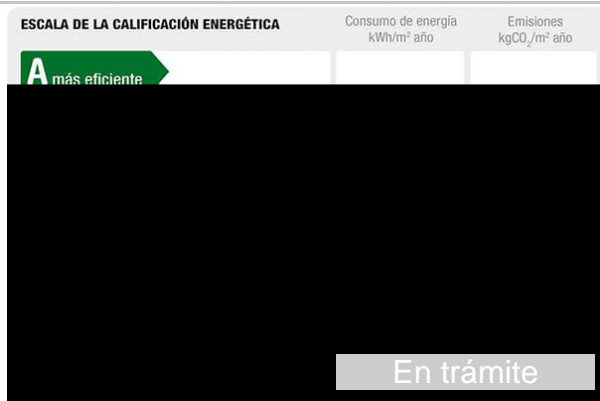 ESCALA DE LA CALIFICACIÓN ENERGÉTICA
Consumo de energía
kWh/m² año
Emisiones
kgCO₂/m² año
A más eficiente
En trámite